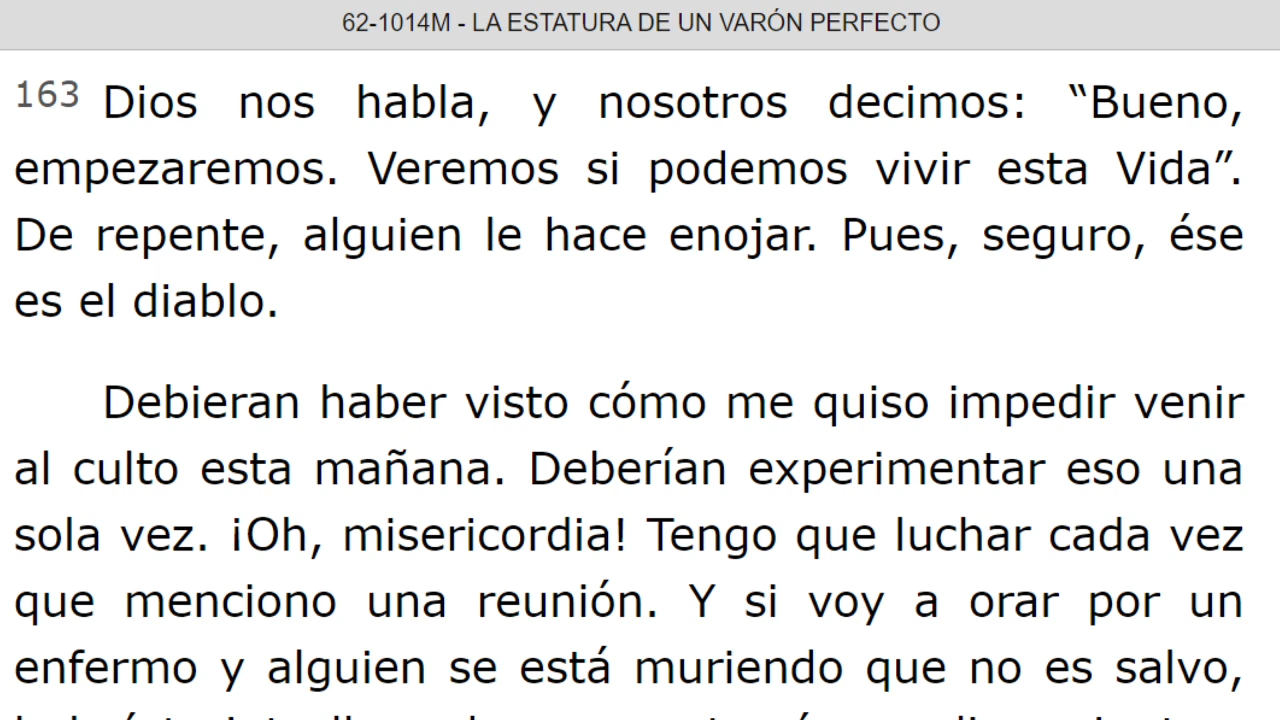 62-1014M - LA ESTATURA DE UN VARÓN PERFECTO
163 Dios nos habla, y nosotros decimos: “Bueno,
empezaremos. Veremos si podemos vivir esta Vida”.
De repente, alguien le hace enojar. Pues, seguro, ése
es el diablo.
Debieran haber visto cómo me quiso impedir venir
al culto esta mañana. Deberían experimentar eso una
sola vez. ¡Oh, misericordia! Tengo que luchar cada vez
que menciono una reunión. Y si voy a orar por un
enfermo y alguien se está muriendo que no es salvo,